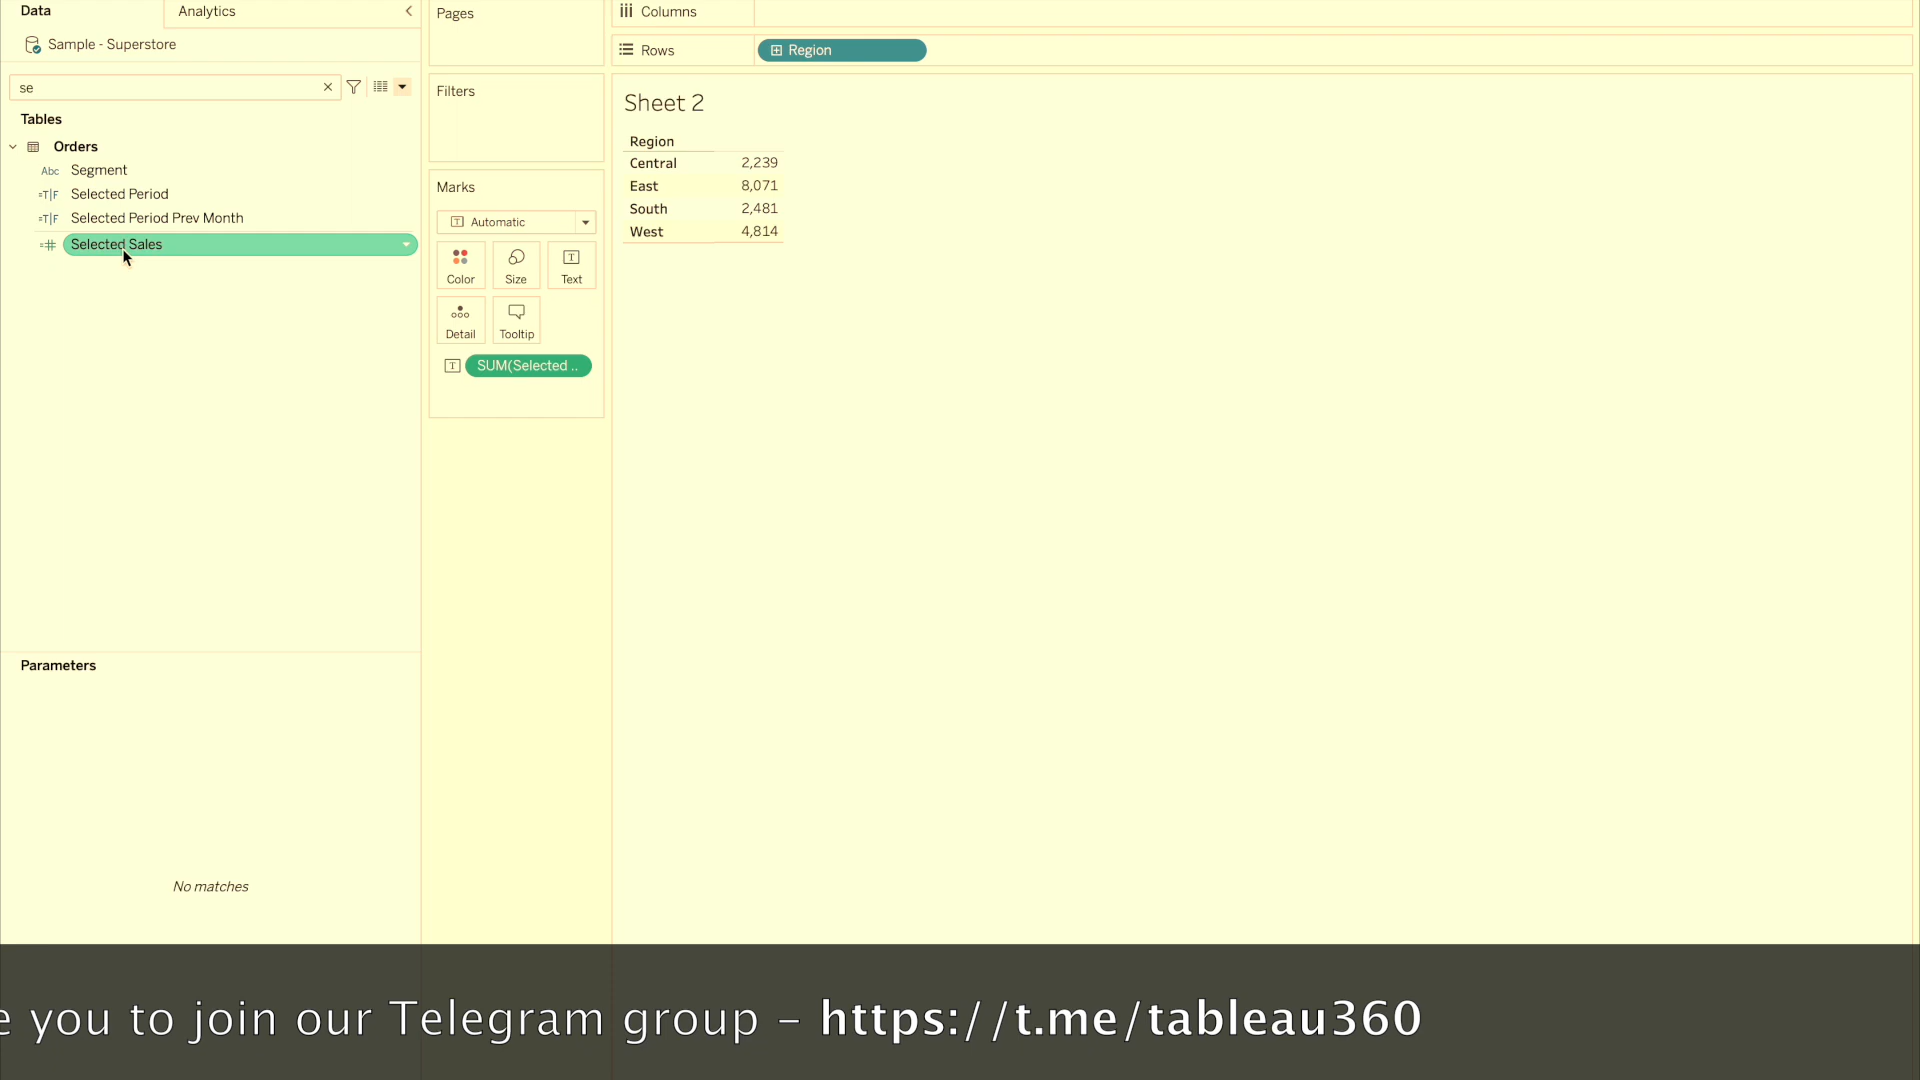 Data
Analytics
Sample - Superstore
se
Tables
Orders
Abc Segment
=T|F Selected Period
=T|F Selected Period Prev Month
=# Selected Sales
Parameters
No matches
Pages
Filters
Marks
Automatic
Color
Size
Text
Detail
Tooltip
SUM(Selected ..
Columns
Rows
Region
Sheet 2
Region
Central 2,239
East 8,071
South 2,481
West 4,814
e you to join our Telegram group – https://t.me/tableau360